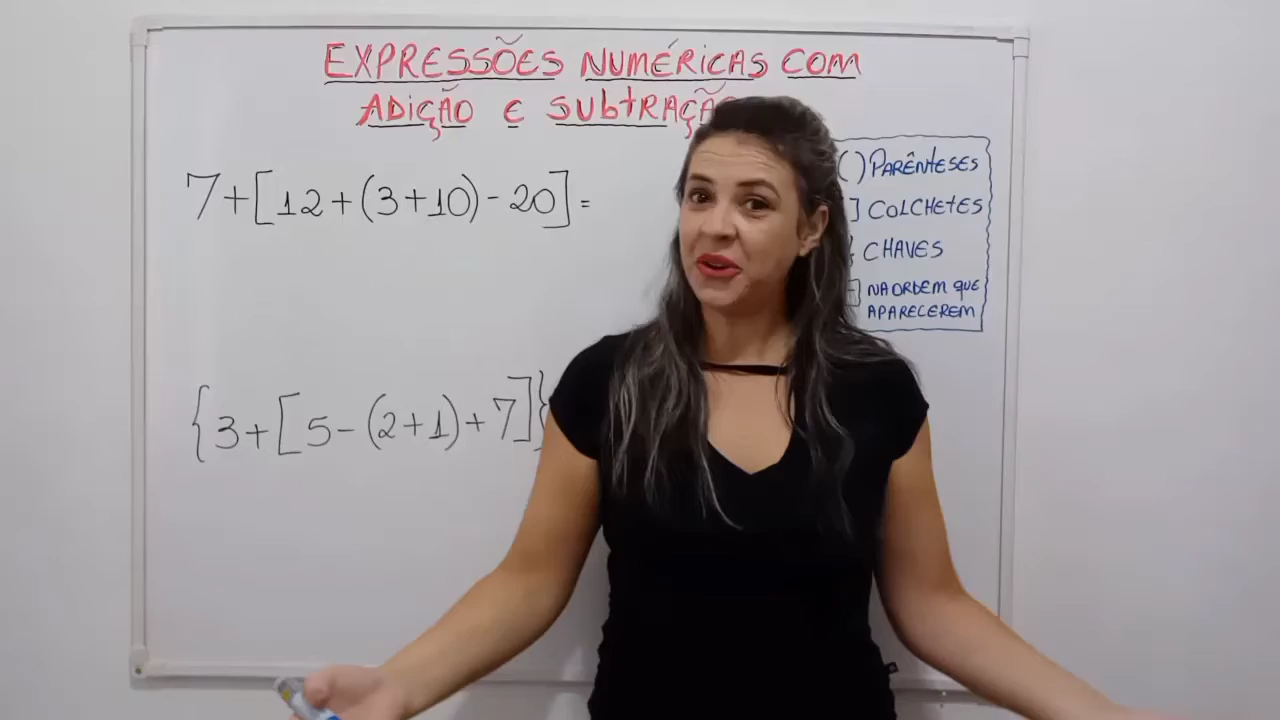 EXPRESSÕES NUMÉRICAS COM
ADIÇÃO E SUBTRAÇÃO
7+[12+(3+10)-20]=
( ) PARÊNTESES
] COLCHETES
} CHAVES
NA ORDEM QUE
APARECEREM
{3+[5-(2+1)+7]}